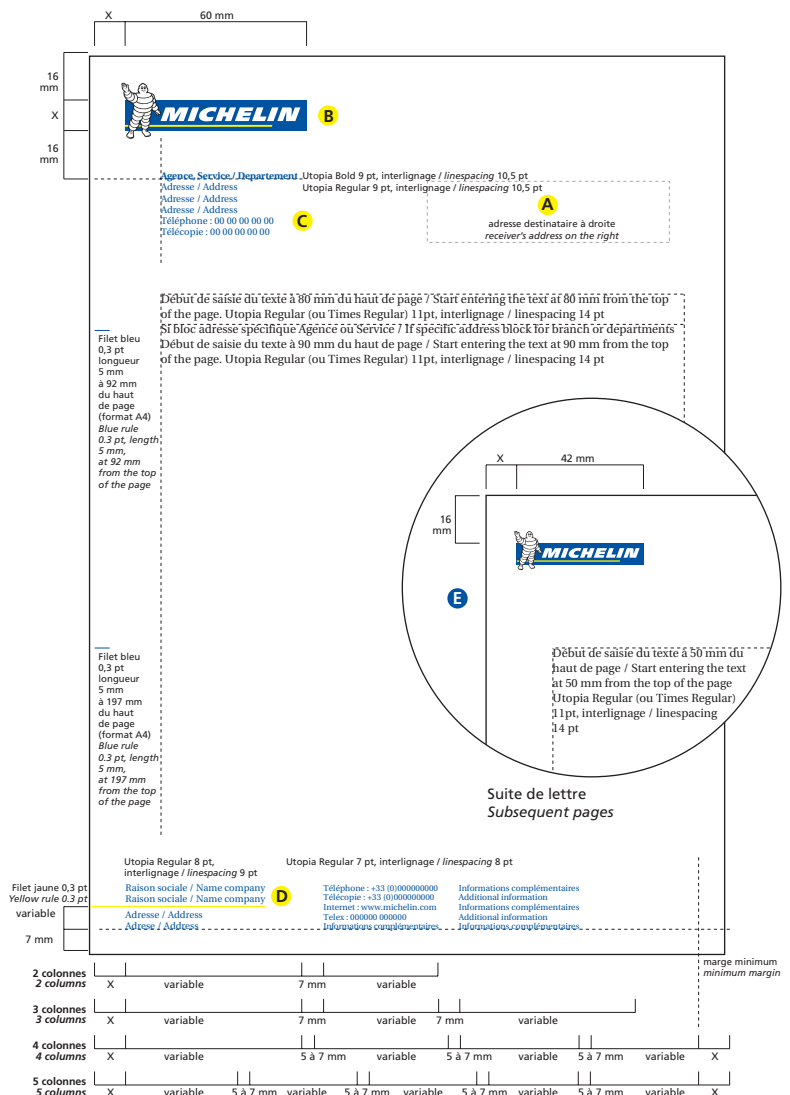 X
60 mm
16
mm
X
16
mm
MICHELIN
B
Agence, Service / Departement Utopia Bold 9 pt, interlignage / linespacing 10,5 pt
Adresse / Address Utopia Regular 9 pt, interlignage / linespacing 10,5 pt
Adresse / Address
Adresse / Address
Téléphone : 00 00 00 00 00
Télécopie : 00 00 00 00 00
C
A
adresse destinataire à droite
receiver's address on the right
Début de saisie du texte à 80 mm du haut de page / Start entering the text at 80 mm from the top
of the page. Utopia Regular (ou Times Regular) 11pt, interlignage / linespacing 14 pt
Si bloc adresse spécifique Agence ou Service / If specific address block for branch or departments
Début de saisie du texte à 90 mm du haut de page / Start entering the text at 90 mm from the top
of the page. Utopia Regular (ou Times Regular) 11pt, interlignage / linespacing 14 pt
Filet bleu
0,3 pt
longueur
5 mm
à 92 mm
du haut
de page
(format A4)
Blue rule
0.3 pt, length
5 mm,
at 92 mm
from the top
of the page
X
42 mm
16
mm
MICHELIN
E
Début de saisie du texte à 50 mm du
haut de page / Start entering the text
at 50 mm from the top of the page
Utopia Regular (ou Times Regular)
11pt, interlignage / linespacing
14 pt
Suite de lettre
Subsequent pages
Filet bleu
0,3 pt
longueur
5 mm
à 197 mm
du haut
de page
(format A4)
Blue rule
0.3 pt, length
5 mm,
at 197 mm
from the top
of the page
Utopia Regular 8 pt,
interlignage / linespacing 9 pt
Utopia Regular 7 pt, interlignage / linespacing 8 pt
Filet jaune 0,3 pt
Yellow rule 0.3 pt
variable
7 mm
Raison sociale / Name company
Raison sociale / Name company
Adresse / Address
Adrese / Address
D
Téléphone : +33 (0)000000000
Télécopie : +33 (0)000000000
Internet : www.michelin.com
Telex : 000000 000000
Informations complémentaires
Informations complémentaires
Additional information
Informations complémentaires
Additional information
Informations complémentaires
marge minimum
minimum margin
2 colonnes
2 columns X variable 7 mm variable
3 colonnes
3 columns X variable 7 mm variable 7 mm variable
4 colonnes
4 columns X variable 5 à 7 mm variable 5 à 7 mm variable 5 à 7 mm variable X
5 colonnes
5 columns X variable 5 à 7 mm variable 5 à 7 mm variable 5 à 7 mm variable 5 à 7 mm variable X